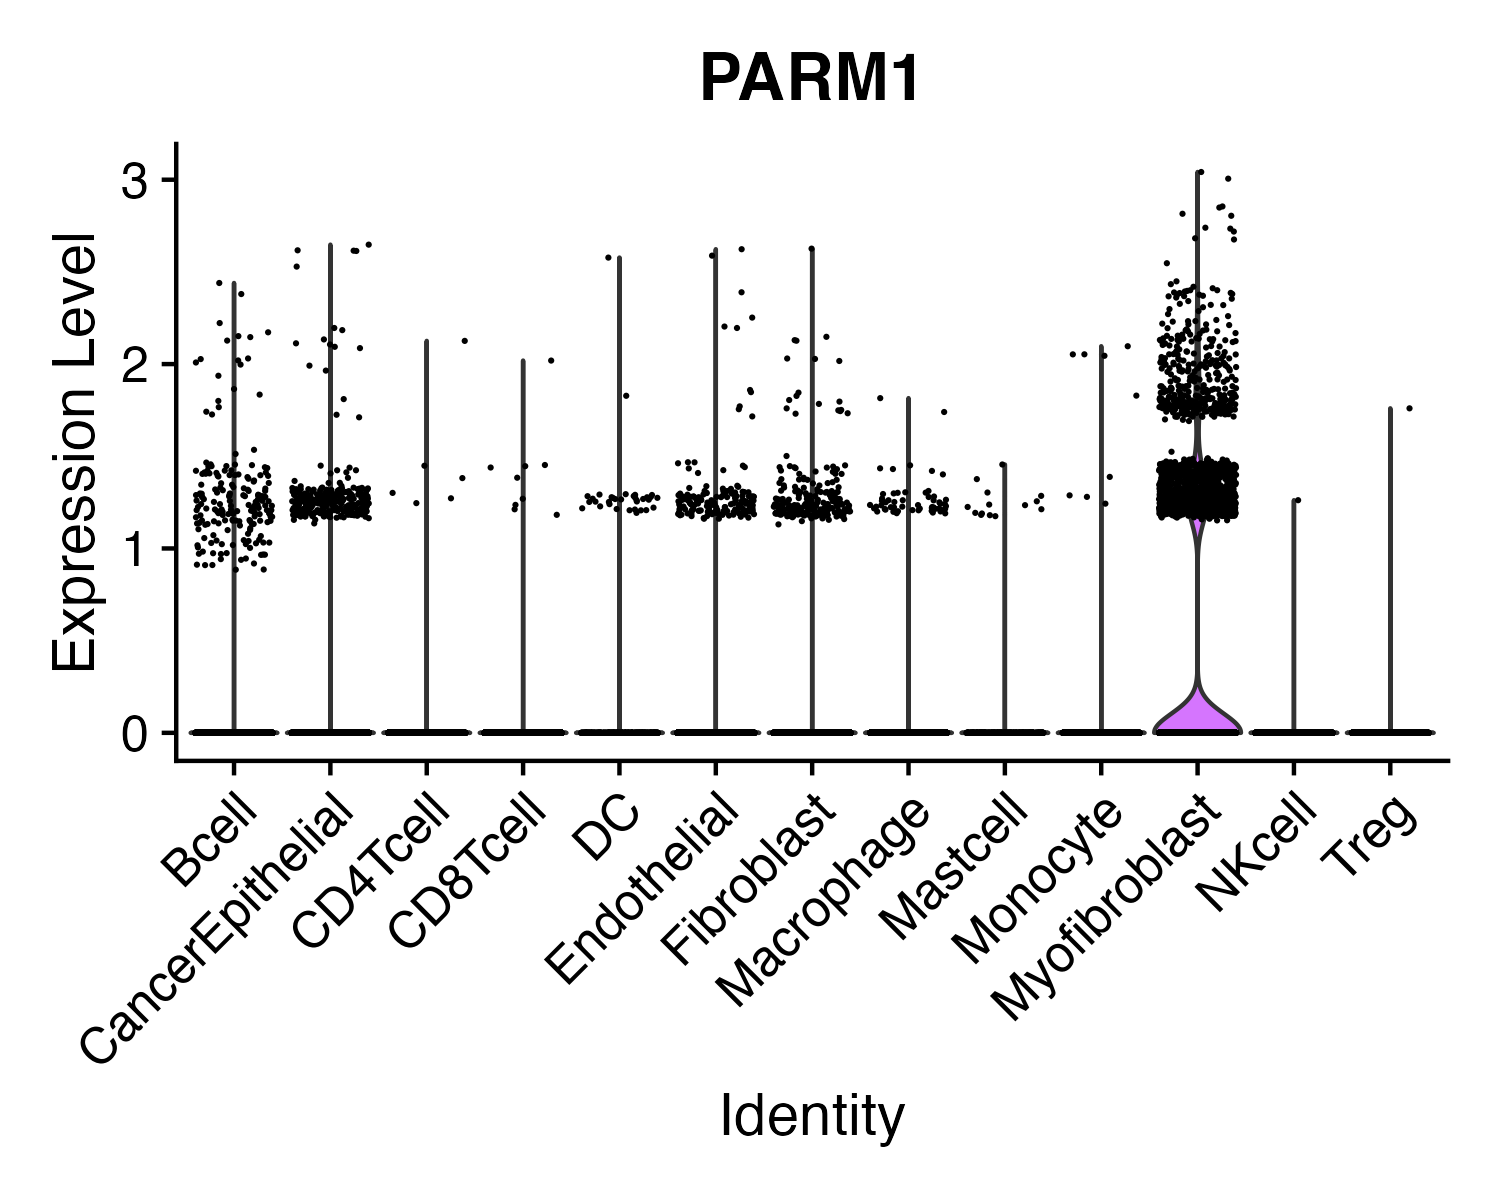 PARM1
Expression Level
3
2
1
0
Bcell
CancerEpithelial
CD4Tcell
CD8Tcell
DC
Endothelial
Fibroblast
Macrophage
Mastcell
Monocyte
Myofibroblast
NKcell
Treg
Identity